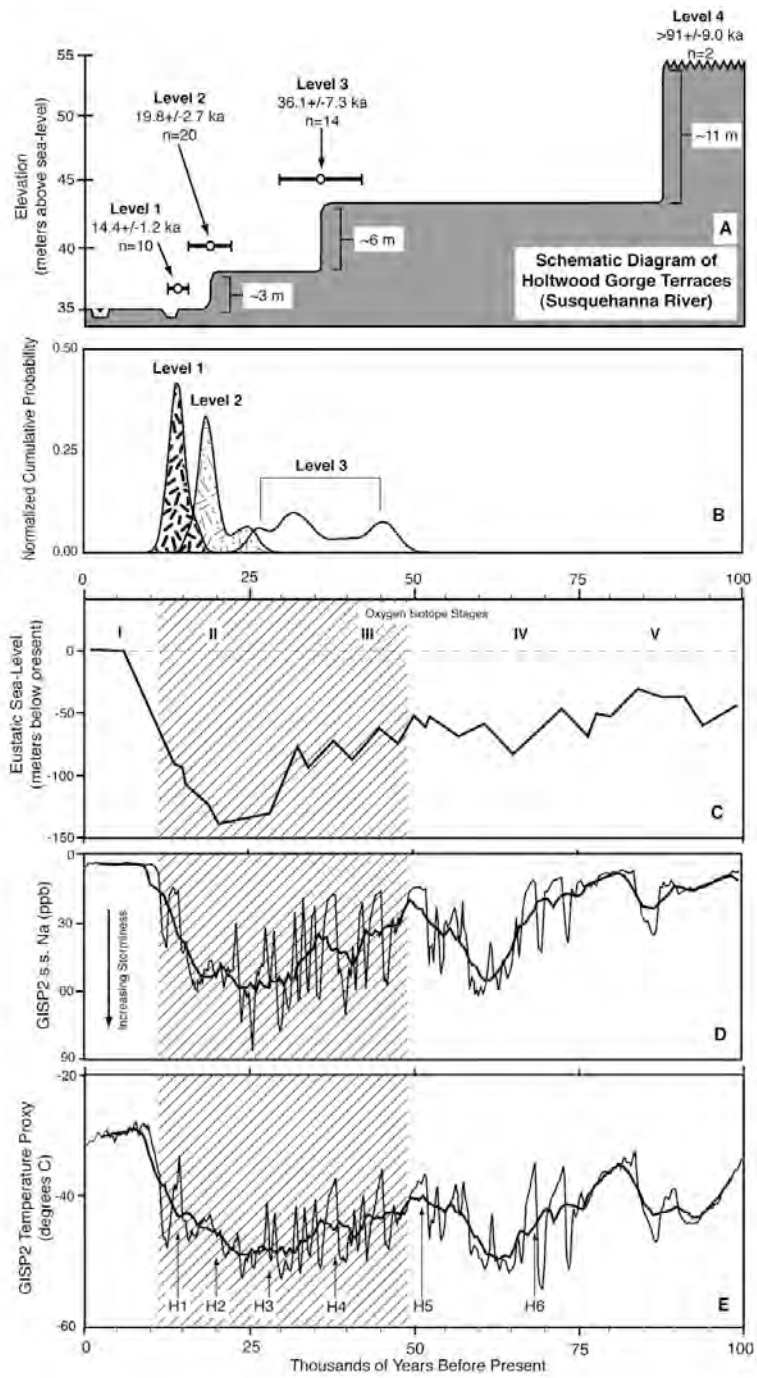 Level 4
>91+/-9.0 ka
n=2
Level 3
36.1+/-7.3 ka
n=14
Level 2
19.8+/-2.7 ka
n=20
Level 1
14.4+/-1.2 ka
n=10
55
50
45
40
35
Elevation
(meters above sea-level)
~11 m
~6 m
~3 m
A
Schematic Diagram of
Holtwood Gorge Terraces
(Susquehanna River)
0.50
0.25
0.00
Normalized Cumulative Probability
Level 1
Level 2
Level 3
B
0 25 50 75 100
Oxygen Isotope Stages
I II III IV V
0
-50
-100
-150
Eustatic Sea-Level
(meters below present)
C
0
30
60
90
GISP2 s.s. Na (ppb)
Increasing Storminess
D
-20
-40
-60
GISP2 Temperature Proxy
(degrees C)
H1 H2 H3 H4 H5 H6
E
0 25 50 75 100
Thousands of Years Before Present